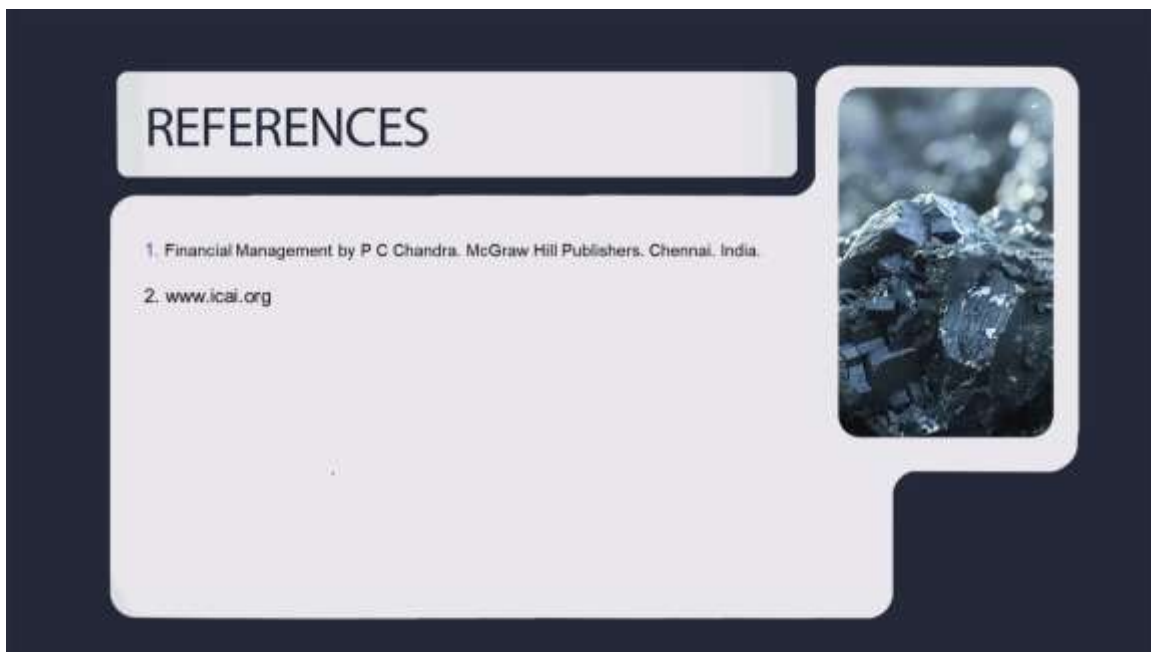 REFERENCES
1. Financial Management by P C Chandra. McGraw Hill Publishers. Chennai. India.
2. www.icai.org